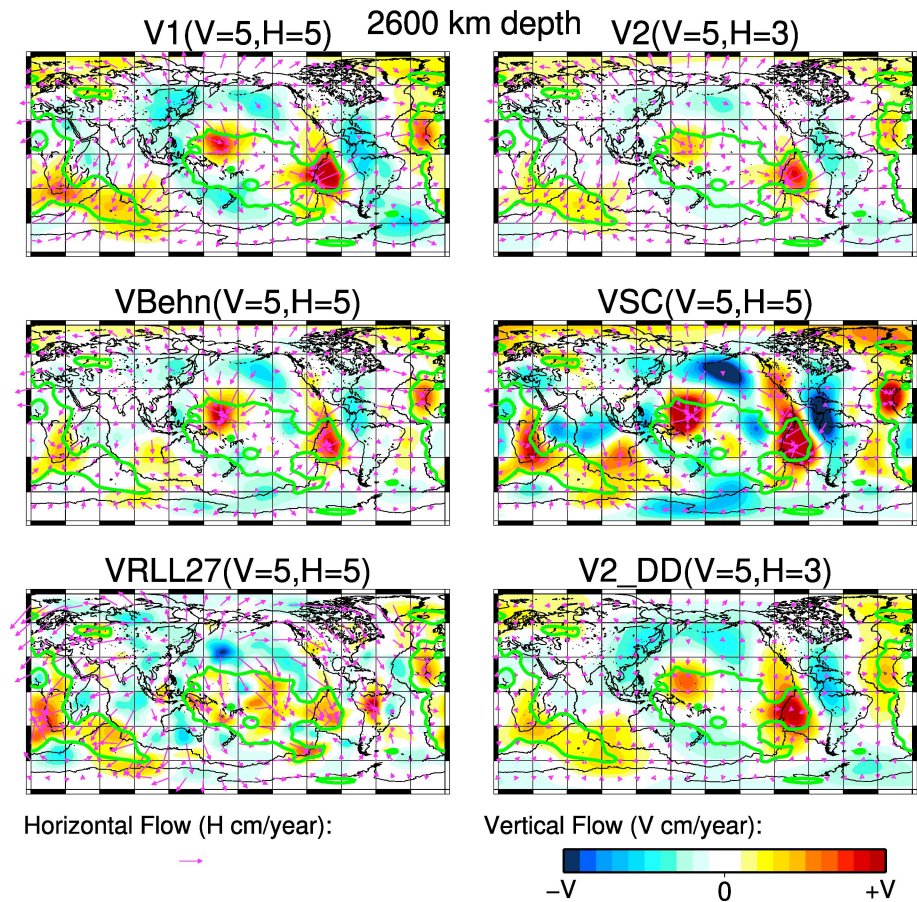 2600 km depth
V1(V=5,H=5)
V2(V=5,H=3)
VBehn(V=5,H=5)
VSC(V=5,H=5)
VRLL27(V=5,H=5)
V2_DD(V=5,H=3)
Horizontal Flow (H cm/year):
Vertical Flow (V cm/year):
−V 0 +V